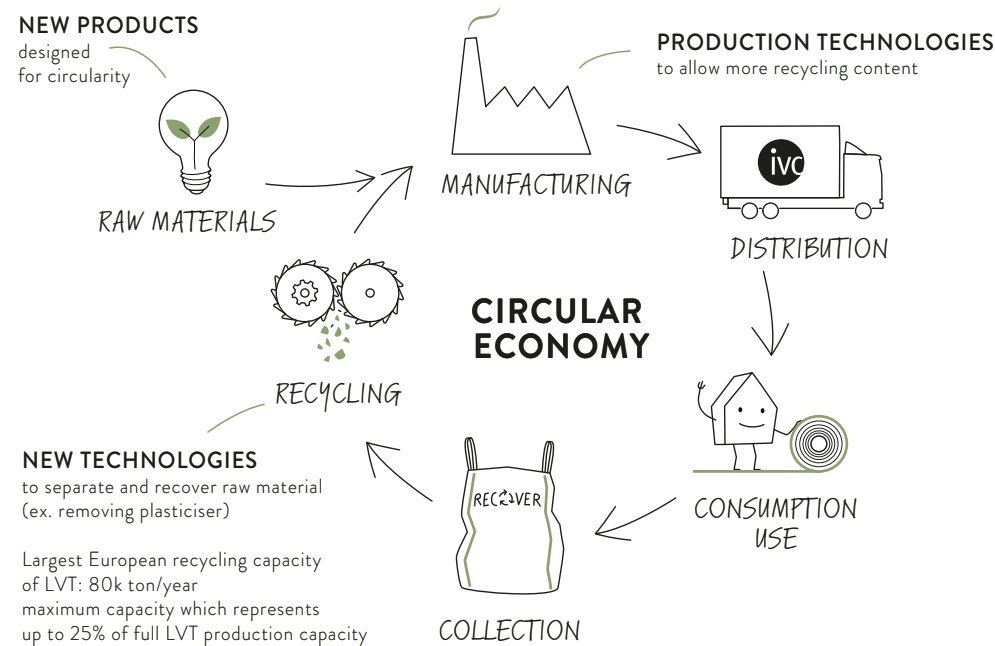 NEW PRODUCTS
designed
for circularity
PRODUCTION TECHNOLOGIES
to allow more recycling content
RAW MATERIALS
MANUFACTURING
ivc
DISTRIBUTION
CIRCULAR
ECONOMY
RECYCLING
NEW TECHNOLOGIES
to separate and recover raw material
(ex. removing plasticiser)
Largest European recycling capacity
of LVT: 80k ton/year
maximum capacity which represents
up to 25% of full LVT production capacity
RECOVER
COLLECTION
CONSUMPTION
USE